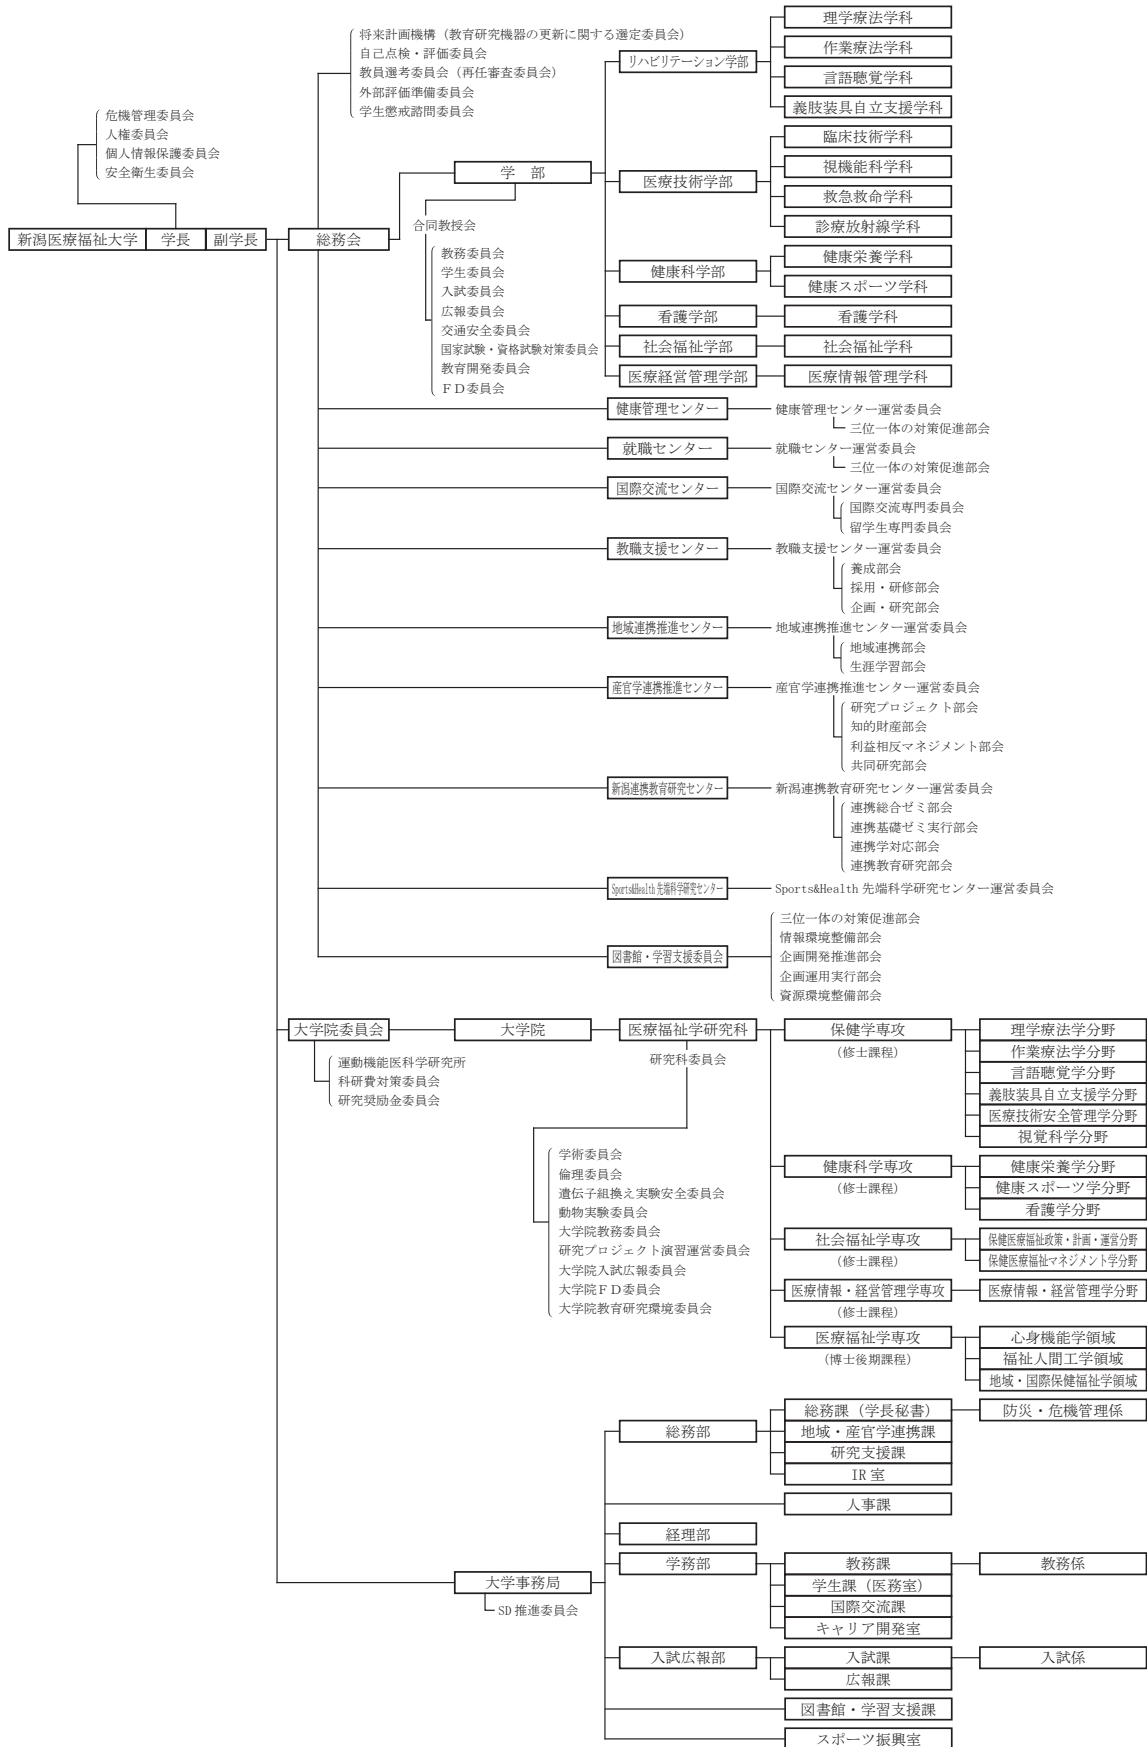 将来計画機構（教育研究機器の更新に関する選定委員会）
自己点検・評価委員会
教員選考委員会（再任審査委員会）
外部評価準備委員会
学生懲戒諮問委員会
危機管理委員会
人権委員会
個人情報保護委員会
安全衛生委員会
新潟医療福祉大学
学長
副学長
総務会
学　部
合同教授会
教務委員会
学生委員会
入試委員会
広報委員会
交通安全委員会
国家試験・資格試験対策委員会
教育開発委員会
ＦＤ委員会
リハビリテーション学部
理学療法学科
作業療法学科
言語聴覚学科
義肢装具自立支援学科
医療技術学部
臨床技術学科
視機能科学科
救急救命学科
診療放射線学科
健康科学部
健康栄養学科
健康スポーツ学科
看護学部
看護学科
社会福祉学部
社会福祉学科
医療経営管理学部
医療情報管理学科
健康管理センター
健康管理センター運営委員会
三位一体の対策促進部会
就職センター
就職センター運営委員会
三位一体の対策促進部会
国際交流センター
国際交流センター運営委員会
国際交流専門委員会
留学生専門委員会
教職支援センター
教職支援センター運営委員会
養成部会
採用・研修部会
企画・研究部会
地域連携推進センター
地域連携推進センター運営委員会
地域連携部会
生涯学習部会
産官学連携推進センター
産官学連携推進センター運営委員会
研究プロジェクト部会
知的財産部会
利益相反マネジメント部会
共同研究部会
新潟連携教育研究センター
新潟連携教育研究センター運営委員会
連携総合ゼミ部会
連携基礎ゼミ実行部会
連携学対応部会
連携教育研究部会
Sports&Health 先端科学研究センター
Sports&Health 先端科学研究センター運営委員会
図書館・学習支援委員会
三位一体の対策促進部会
情報環境整備部会
企画開発推進部会
企画運用実行部会
資源環境整備部会
大学院委員会
運動機能医科学研究所
科研費対策委員会
研究奨励金委員会
大学院
医療福祉学研究科
研究科委員会
学術委員会
倫理委員会
遺伝子組換え実験安全委員会
動物実験委員会
大学院教務委員会
研究プロジェクト演習運営委員会
大学院入試広報委員会
大学院ＦＤ委員会
大学院教育研究環境委員会
保健学専攻
（修士課程）
理学療法学分野
作業療法学分野
言語聴覚学分野
義肢装具自立支援学分野
医療技術安全管理学分野
視覚科学分野
健康科学専攻
（修士課程）
健康栄養学分野
健康スポーツ学分野
看護学分野
社会福祉学専攻
（修士課程）
保健医療福祉政策・計画・運営分野
保健医療福祉マネジメント学分野
医療情報・経営管理学専攻
（修士課程）
医療情報・経営管理学分野
医療福祉学専攻
（博士後期課程）
心身機能学領域
福祉人間工学領域
地域・国際保健福祉学領域
大学事務局
SD 推進委員会
総務部
総務課（学長秘書）
防災・危機管理係
地域・産官学連携課
研究支援課
IR 室
人事課
経理部
学務部
教務課
教務係
学生課（医務室）
国際交流課
キャリア開発室
入試広報部
入試課
入試係
広報課
図書館・学習支援課
スポーツ振興室